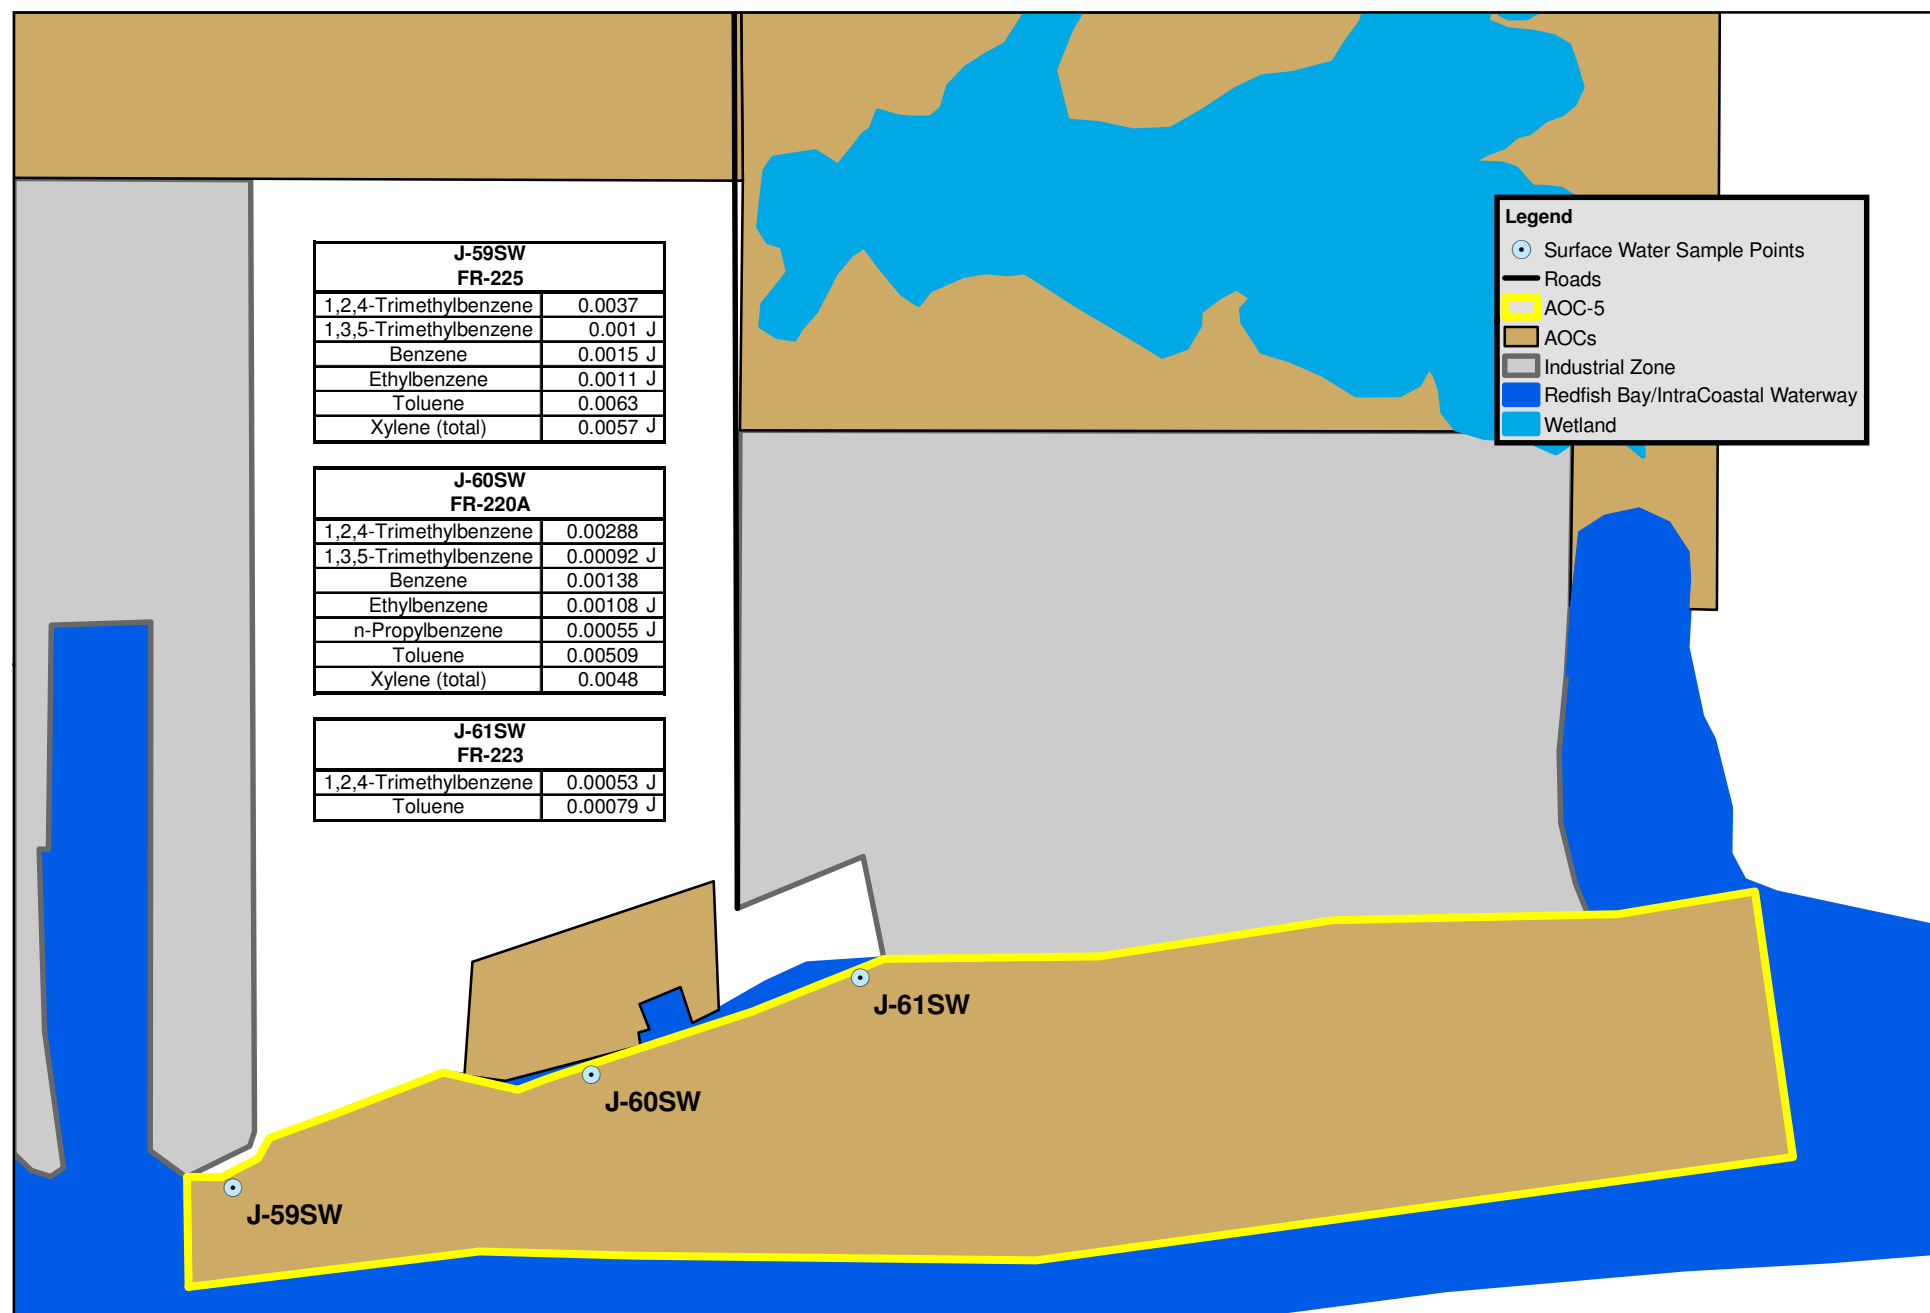 J-59SW
FR-225
1,2,4-Trimethylbenzene 0.0037
1,3,5-Trimethylbenzene 0.001 J
Benzene 0.0015 J
Ethylbenzene 0.0011 J
Toluene 0.0063
Xylene (total) 0.0057 J
J-60SW
FR-220A
1,2,4-Trimethylbenzene 0.00288
1,3,5-Trimethylbenzene 0.00092 J
Benzene 0.00138
Ethylbenzene 0.00108 J
n-Propylbenzene 0.00055 J
Toluene 0.00509
Xylene (total) 0.0048
J-61SW
FR-223
1,2,4-Trimethylbenzene 0.00053 J
Toluene 0.00079 J
Legend
Surface Water Sample Points
Roads
AOC-5
AOCs
Industrial Zone
Redfish Bay/IntraCoastal Waterway
Wetland
J-61SW
J-60SW
J-59SW